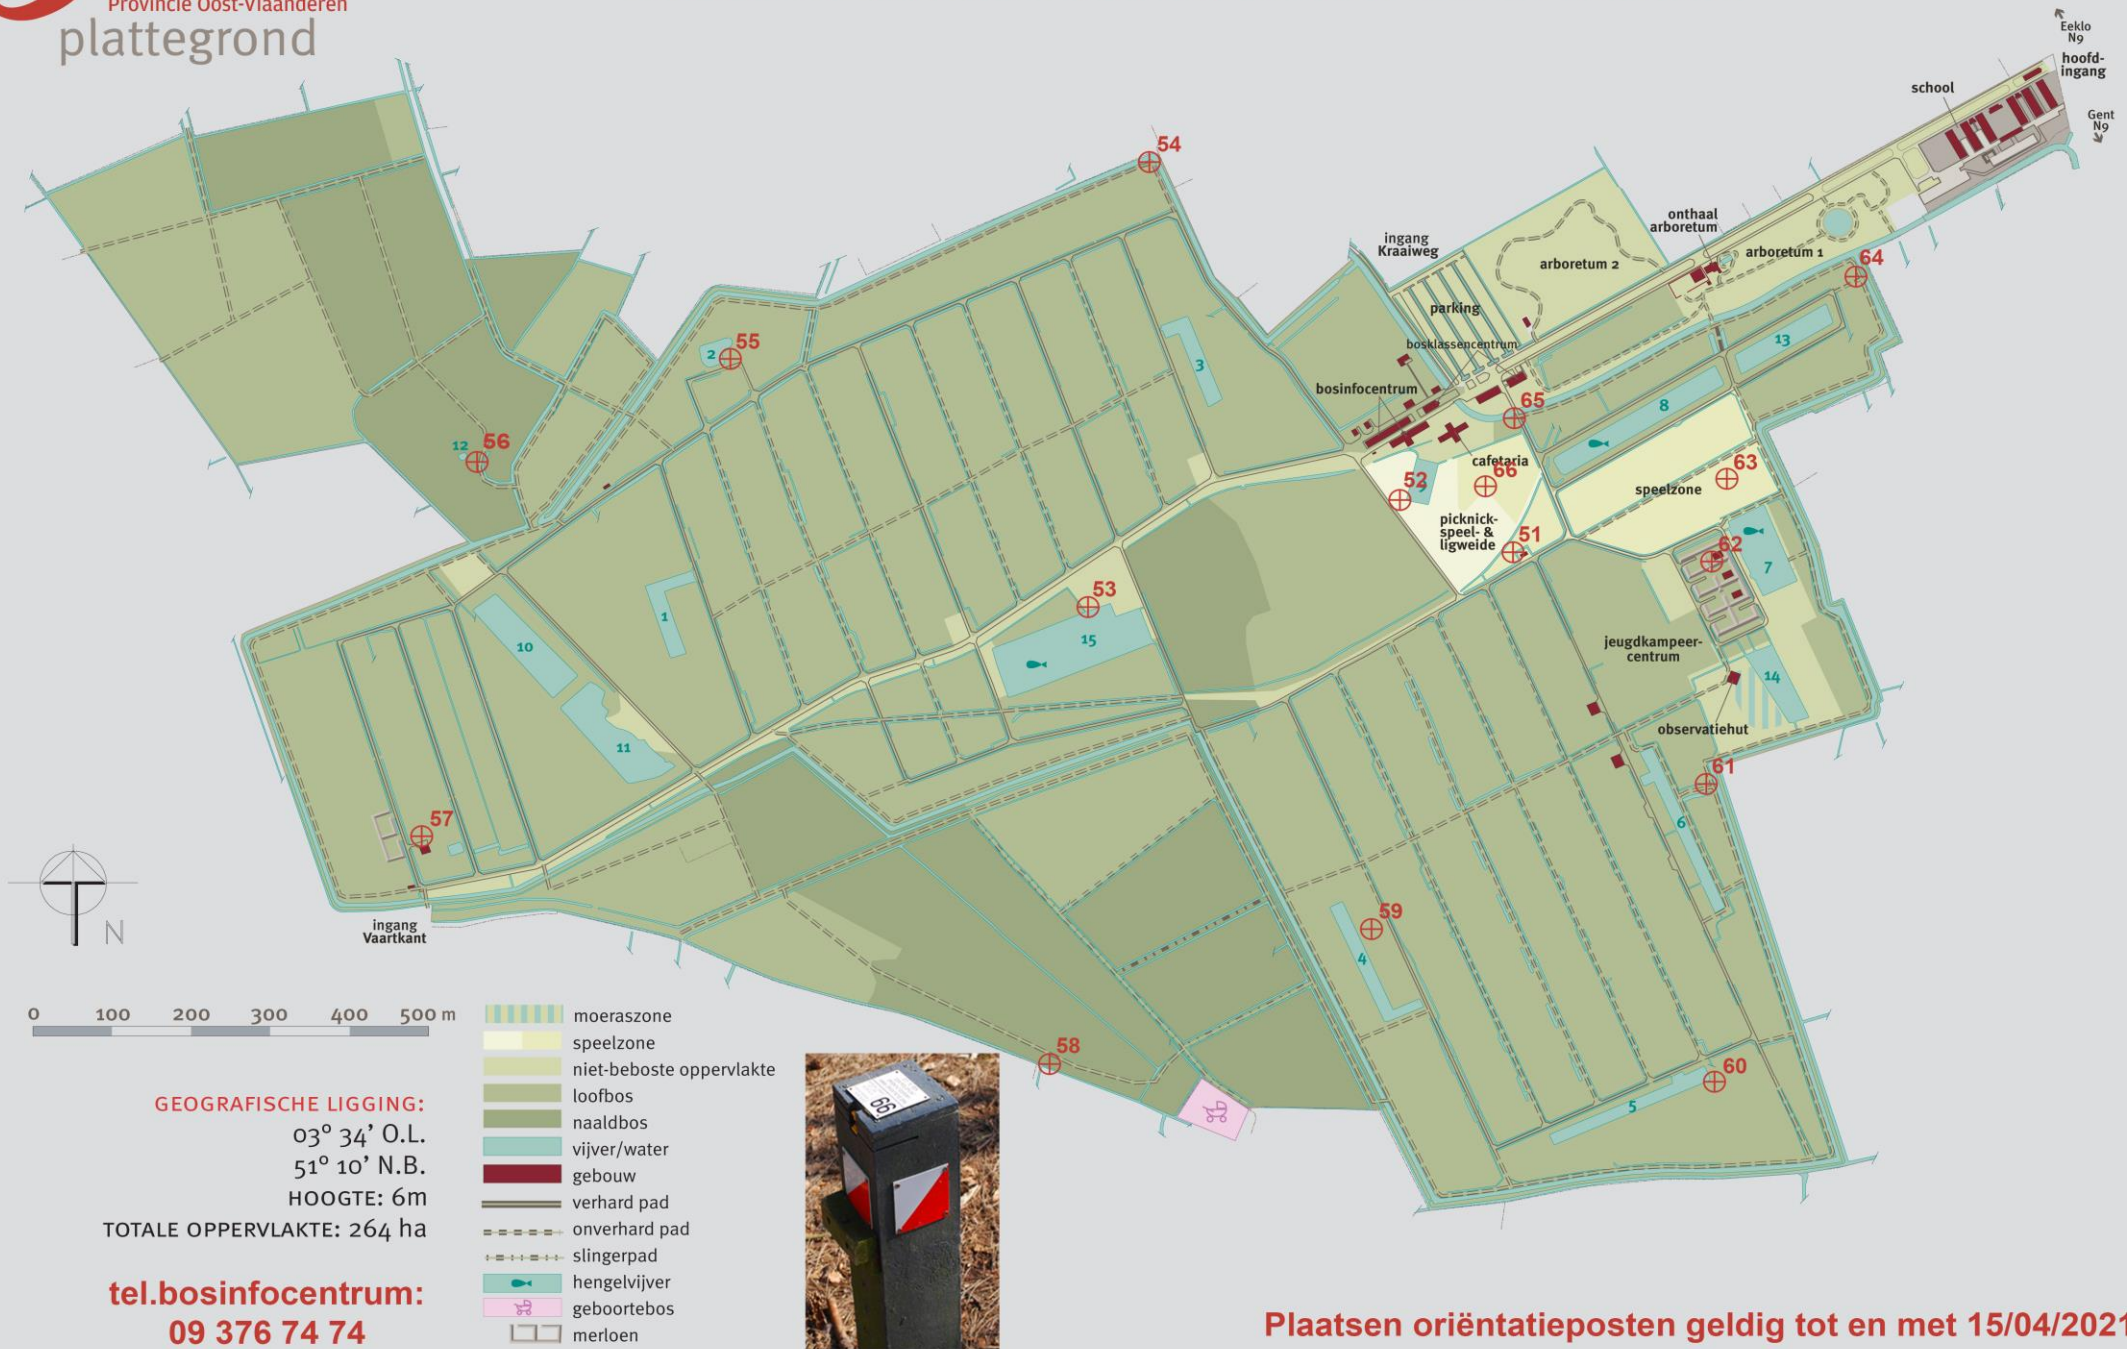 Provincie Oost-Vlaanderen
plattegrond
Eeklo
N9
hoofd-
ingang
school
Gent
N9
54
onthaal
arboretum
ingang
Kraaiweg
arboretum 2
arboretum 1
64
parking
55
2
3
13
bosklassencentrum
bosinfocentrum
8
65
56
12
cafetaria
66
63
52
9
speelzone
picknick-
speel- &
ligweide
51
62
7
53
1
15
10
jeugdkampeer-
centrum
14
11
observatiehut
61
57
6
N
ingang
Vaartkant
59
4
0 100 200 300 400 500 m
58
60
5
moeraszone
speelzone
niet-beboste oppervlakte
loofbos
naaldbos
vijver/water
gebouw
verhard pad
onverhard pad
slingerpad
hengelvijver
geboortebos
merloen
GEOGRAFISCHE LIGGING:
03° 34' O.L.
51° 10' N.B.
HOOGTE: 6m
TOTALE OPPERVLAKTE: 264 ha
tel.bosinfocentrum:
09 376 74 74
66
Plaatsen oriëntatieposten geldig tot en met 15/04/2021